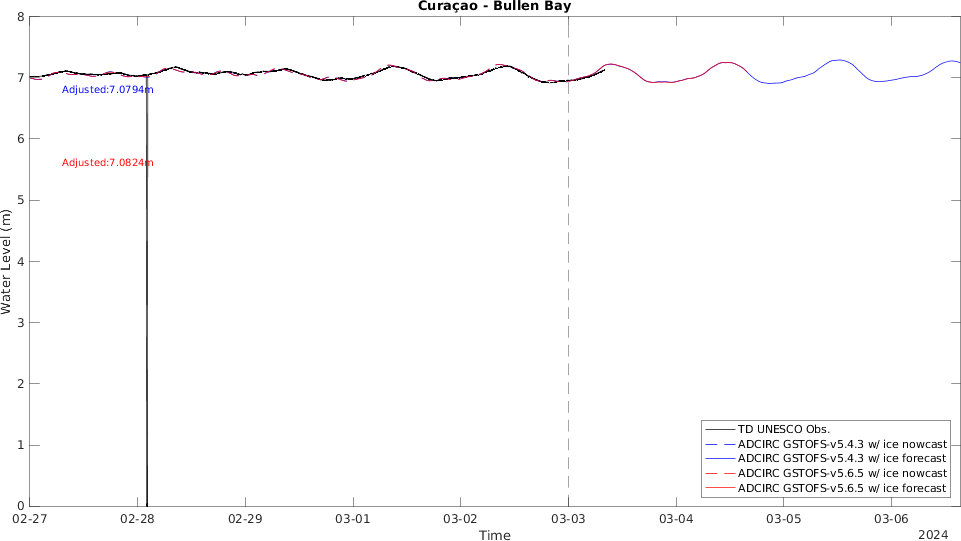 Curaçao - Bullen Bay
8
7
6
5
4
3
2
1
0
Water Level (m)
Adjusted:7.0794m
Adjusted:7.0824m
TD UNESCO Obs.
ADCIRC GSTOFS-v5.4.3 w/ ice nowcast
ADCIRC GSTOFS-v5.4.3 w/ ice forecast
ADCIRC GSTOFS-v5.6.5 w/ ice nowcast
ADCIRC GSTOFS-v5.6.5 w/ ice forecast
02-27 02-28 02-29 03-01 03-02 03-03 03-04 03-05 03-06
Time
2024